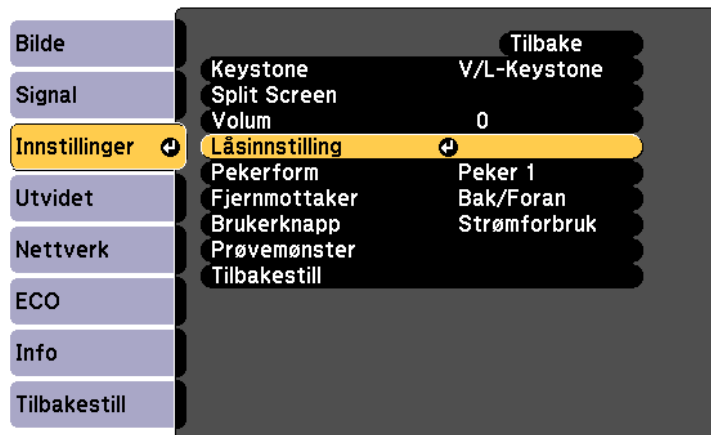 Bilde
Signal
Innstillinger
Utvidet
Nettverk
ECO
Info
Tilbakestill
Tilbake
Keystone V/L-Keystone
Split Screen
Volum 0
Låsinnstilling
Pekerform Peker 1
Fjernmottaker Bak/Foran
Brukerknapp Strømforbruk
Prøvemønster
Tilbakestill